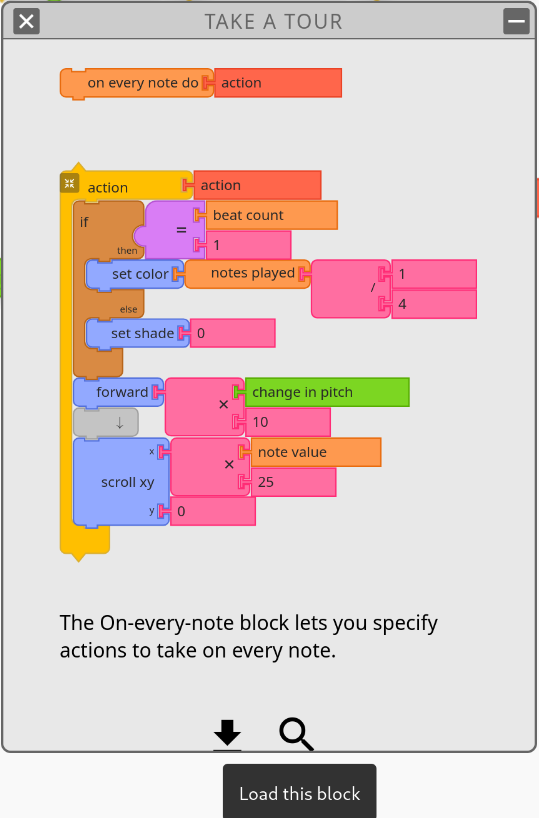 TAKE A TOUR
on every note do action
action action
if
= beat count
then 1
set color notes played / 1
4
else
set shade 0
forward × change in pitch
↓ 10
x × note value
scroll xy 25
y 0
The On-every-note block lets you specify
actions to take on every note.
Load this block